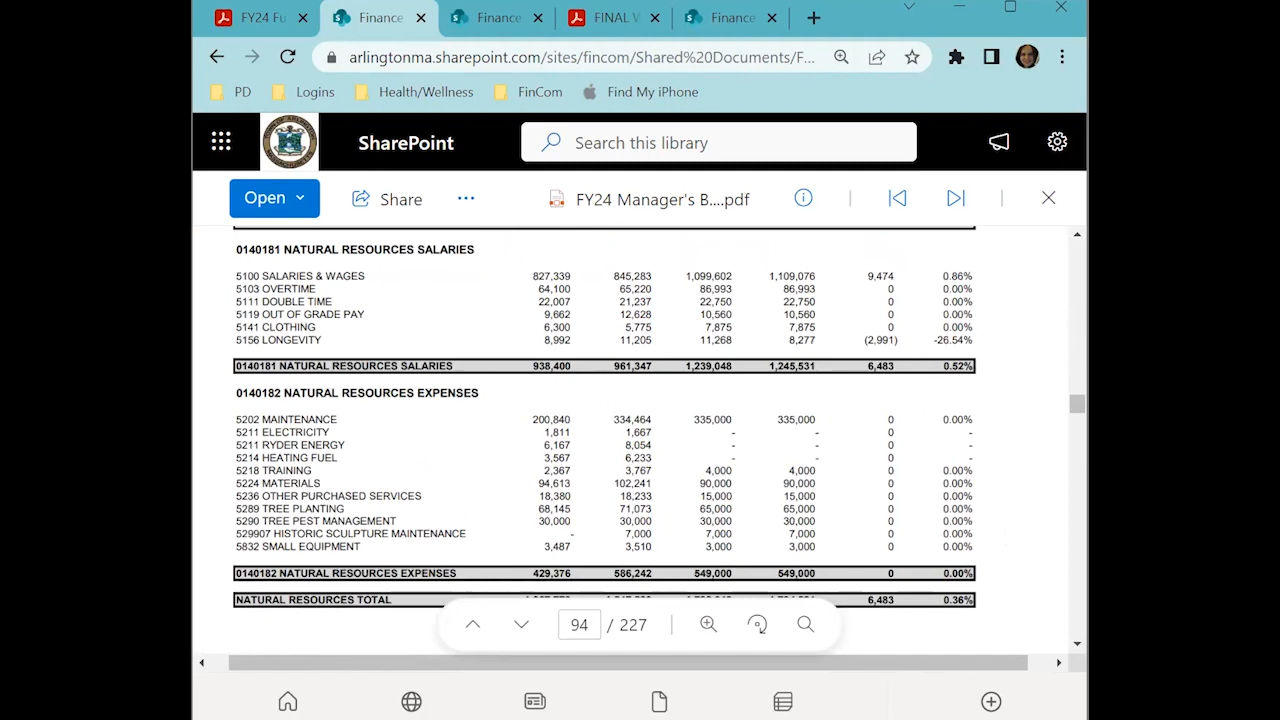 FY24 Fu
Finance
Finance
FINAL V
Finance
arlingtonma.sharepoint.com/sites/fincom/Shared%20Documents/F...
PD Logins Health/Wellness FinCom Find My iPhone
SharePoint
Search this library
Open Share ... FY24 Manager's B....pdf
0140181 NATURAL RESOURCES SALARIES
5100 SALARIES & WAGES 827,339 845,283 1,099,602 1,109,076 9,474 0.86%
5103 OVERTIME 64,100 65,220 86,993 86,993 0 0.00%
5111 DOUBLE TIME 22,007 21,237 22,750 22,750 0 0.00%
5119 OUT OF GRADE PAY 9,662 12,628 10,560 10,560 0 0.00%
5141 CLOTHING 6,300 5,775 7,875 7,875 0 0.00%
5156 LONGEVITY 8,992 11,205 11,268 8,277 (2,991) -26.54%
0140181 NATURAL RESOURCES SALARIES 938,400 961,347 1,239,048 1,245,531 6,483 0.52%
0140182 NATURAL RESOURCES EXPENSES
5202 MAINTENANCE 200,840 334,464 335,000 335,000 0 0.00%
5211 ELECTRICITY 1,811 1,667 - - 0 -
5211 RYDER ENERGY 6,167 8,054 - - 0 -
5214 HEATING FUEL 3,567 6,233 - - 0 -
5218 TRAINING 2,367 3,767 4,000 4,000 0 0.00%
5224 MATERIALS 94,613 102,241 90,000 90,000 0 0.00%
5236 OTHER PURCHASED SERVICES 18,380 18,233 15,000 15,000 0 0.00%
5289 TREE PLANTING 68,145 71,073 65,000 65,000 0 0.00%
5290 TREE PEST MANAGEMENT 30,000 30,000 30,000 30,000 0 0.00%
529907 HISTORIC SCULPTURE MAINTENANCE - 7,000 7,000 7,000 0 0.00%
5832 SMALL EQUIPMENT 3,487 3,510 3,000 3,000 0 0.00%
0140182 NATURAL RESOURCES EXPENSES 429,376 586,242 549,000 549,000 0 0.00%
NATURAL RESOURCES TOTAL 6,483 0.36%
94 / 227